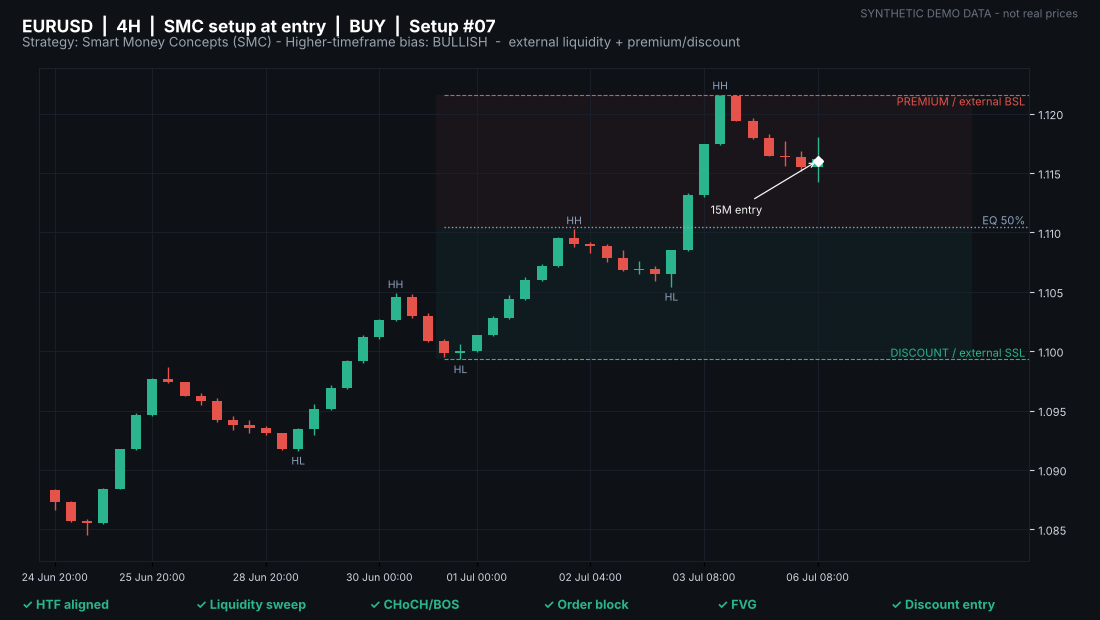 EURUSD | 4H | SMC setup at entry | BUY | Setup #07
SYNTHETIC DEMO DATA - not real prices
Strategy: Smart Money Concepts (SMC) - Higher-timeframe bias: BULLISH - external liquidity + premium/discount
HH
PREMIUM / external BSL
1.120
1.115
15M entry
HH
EQ 50%
1.110
HH
HL
1.105
DISCOUNT / external SSL
1.100
HL
1.095
HL
1.090
1.085
24 Jun 20:00 25 Jun 20:00 28 Jun 20:00 30 Jun 00:00 01 Jul 00:00 02 Jul 04:00 03 Jul 08:00 06 Jul 08:00
✓ HTF aligned ✓ Liquidity sweep ✓ CHoCH/BOS ✓ Order block ✓ FVG ✓ Discount entry